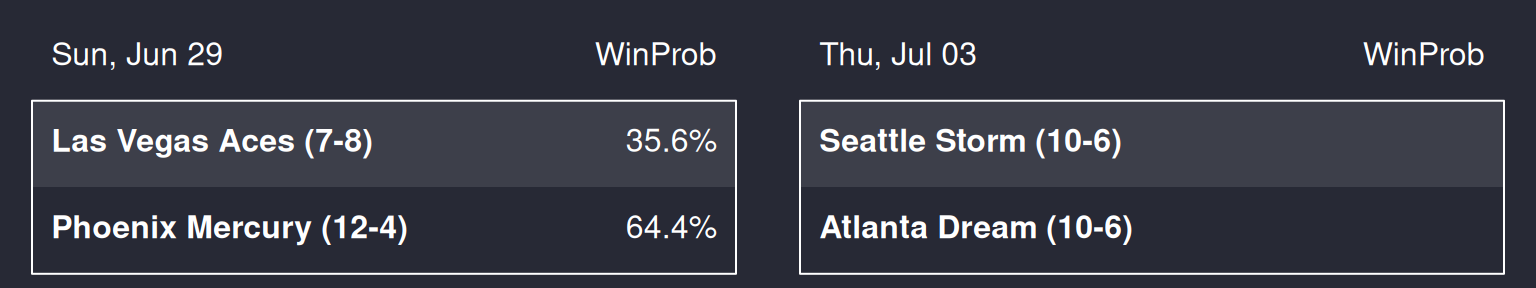 Sun, Jun 29 WinProb
Las Vegas Aces (7-8) 35.6%
Phoenix Mercury (12-4) 64.4%
Thu, Jul 03 WinProb
Seattle Storm (10-6)
Atlanta Dream (10-6)